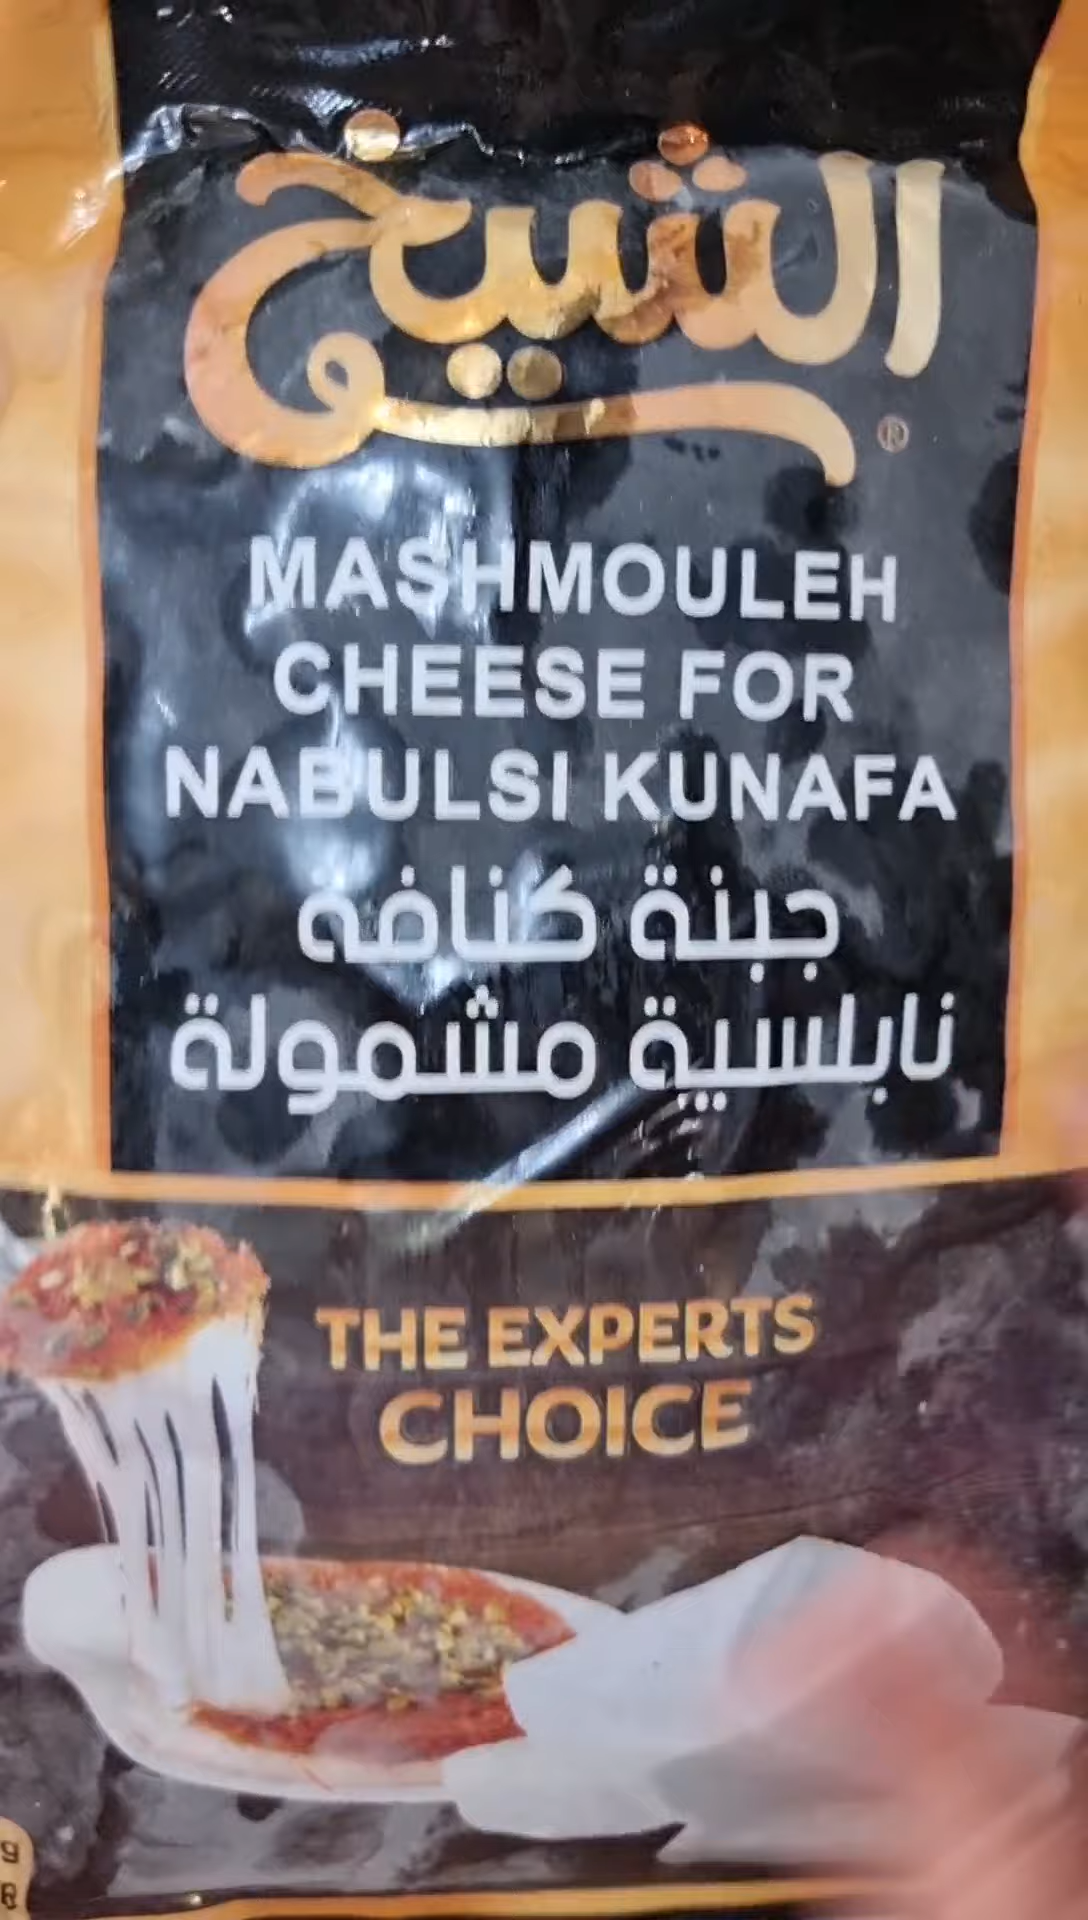 الشيخ
®
MASHMOULEH
CHEESE FOR
NABULSI KUNAFA
جبنة كنافة
نابلسية مشمولة
THE EXPERTS
CHOICE
g